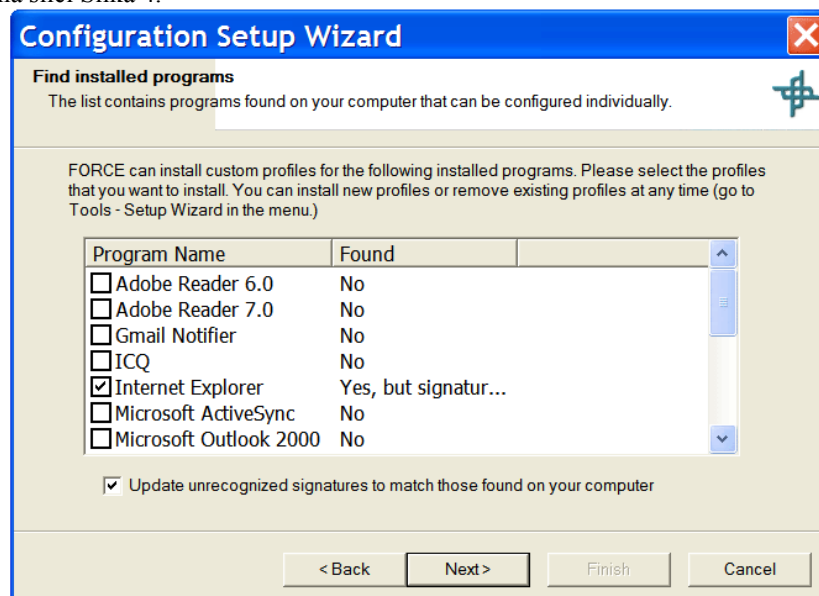 Configuration Setup Wizard
Find installed programs
The list contains programs found on your computer that can be configured individually.
FORCE can install custom profiles for the following installed programs. Please select the profiles
that you want to install. You can install new profiles or remove existing profiles at any time (go to
Tools - Setup Wizard in the menu.)
Program Name Found
Adobe Reader 6.0 No
Adobe Reader 7.0 No
Gmail Notifier No
ICQ No
Internet Explorer Yes, but signatur...
Microsoft ActiveSync No
Microsoft Outlook 2000 No
Update unrecognized signatures to match those found on your computer
< Back Next > Finish Cancel